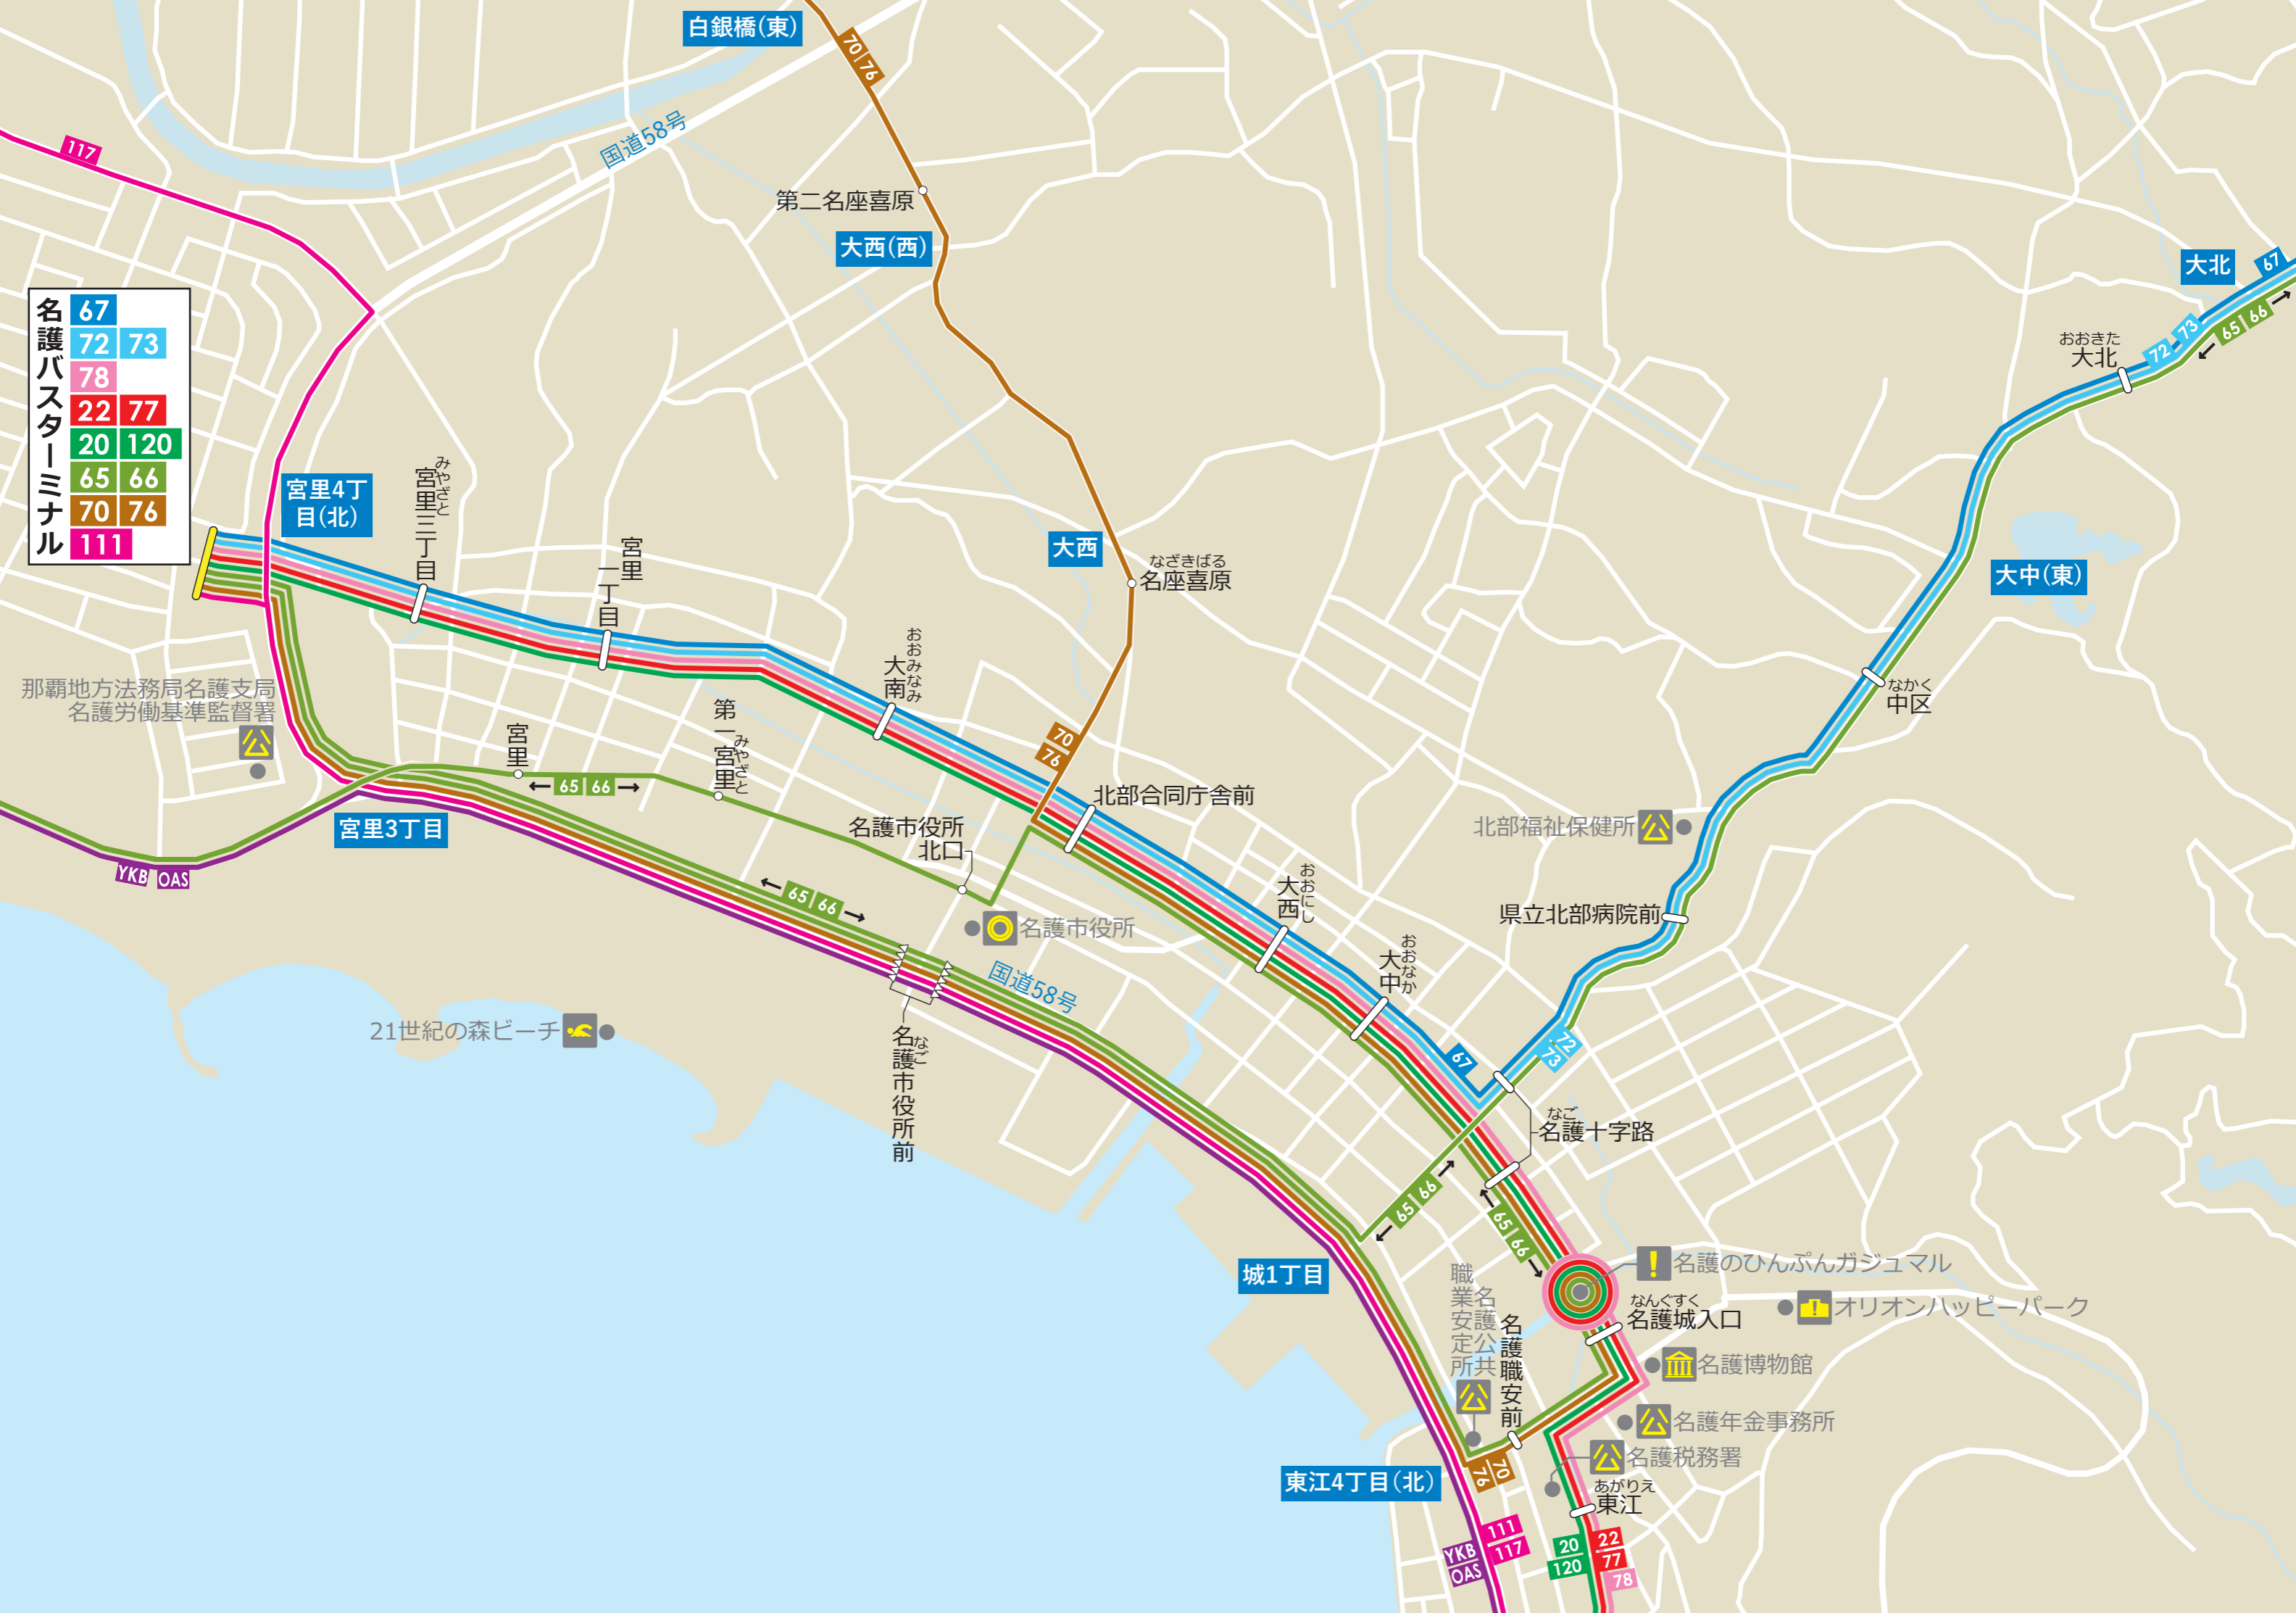 白銀橋(東)
70|76
国道58号
117
第二名座喜原
大西(西)
大北
67
65|66
73
72
おおきた
大北
名護バスターミナル
67
72 73
78
22 77
20 120
65 66
70 76
111
宮里4丁
目(北)
みやざと
宮里三丁目
宮里
一丁目
大西
なざきばる
名座喜原
大中(東)
おおみなみ
大南
なかく
中区
那覇地方法務局名護支局
名護労働基準監督署
公
宮里
第一宮里
みやざと
70
76
65|66
北部合同庁舎前
宮里3丁目
名護市役所
北口
北部福祉保健所
公
YKB
OAS
65|66
おおにし
大西
県立北部病院前
名護市役所
おおなか
大中
国道58号
21世紀の森ビーチ
なご
名護市役所前
67
72
73
なご
名護十字路
65|66
65|66
城1丁目
名護のひんぷんガジュマル
なんぐすく
名護城入口
オリオンハッピーパーク
名護公共
職業安定所
公
名護職安前
名護博物館
公
名護年金事務所
公
名護税務署
東江4丁目(北)
70
76
あがりえ
東江
111
117
YKB
OAS
20
120
22
77
78